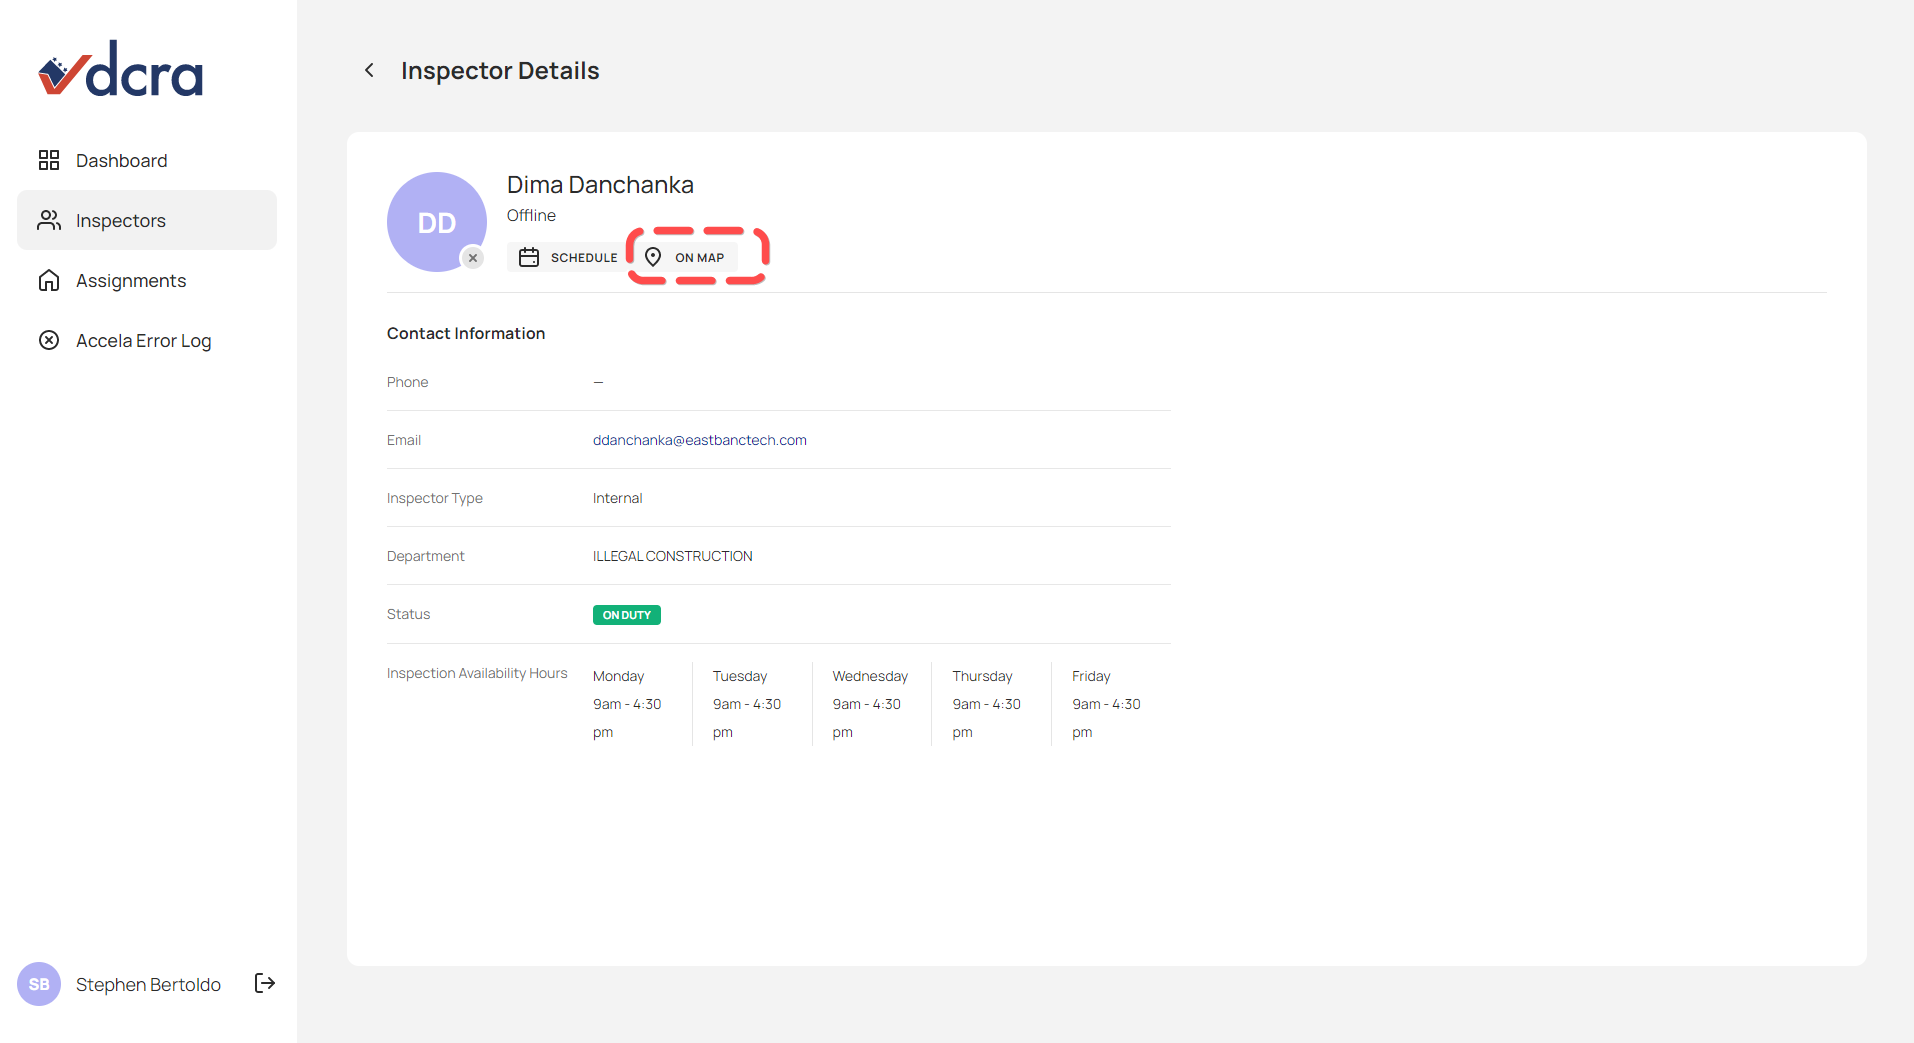 dcra
Dashboard
Inspectors
Assignments
Accela Error Log
SB Stephen Bertoldo
Inspector Details
DD
Dima Danchanka
Offline
SCHEDULE ON MAP
Contact Information
Phone —
Email ddanchanka@eastbanctech.com
Inspector Type Internal
Department ILLEGAL CONSTRUCTION
Status ON DUTY
Inspection Availability Hours Monday Tuesday Wednesday Thursday Friday
9am - 4:30 9am - 4:30 9am - 4:30 9am - 4:30 9am - 4:30
pm pm pm pm pm